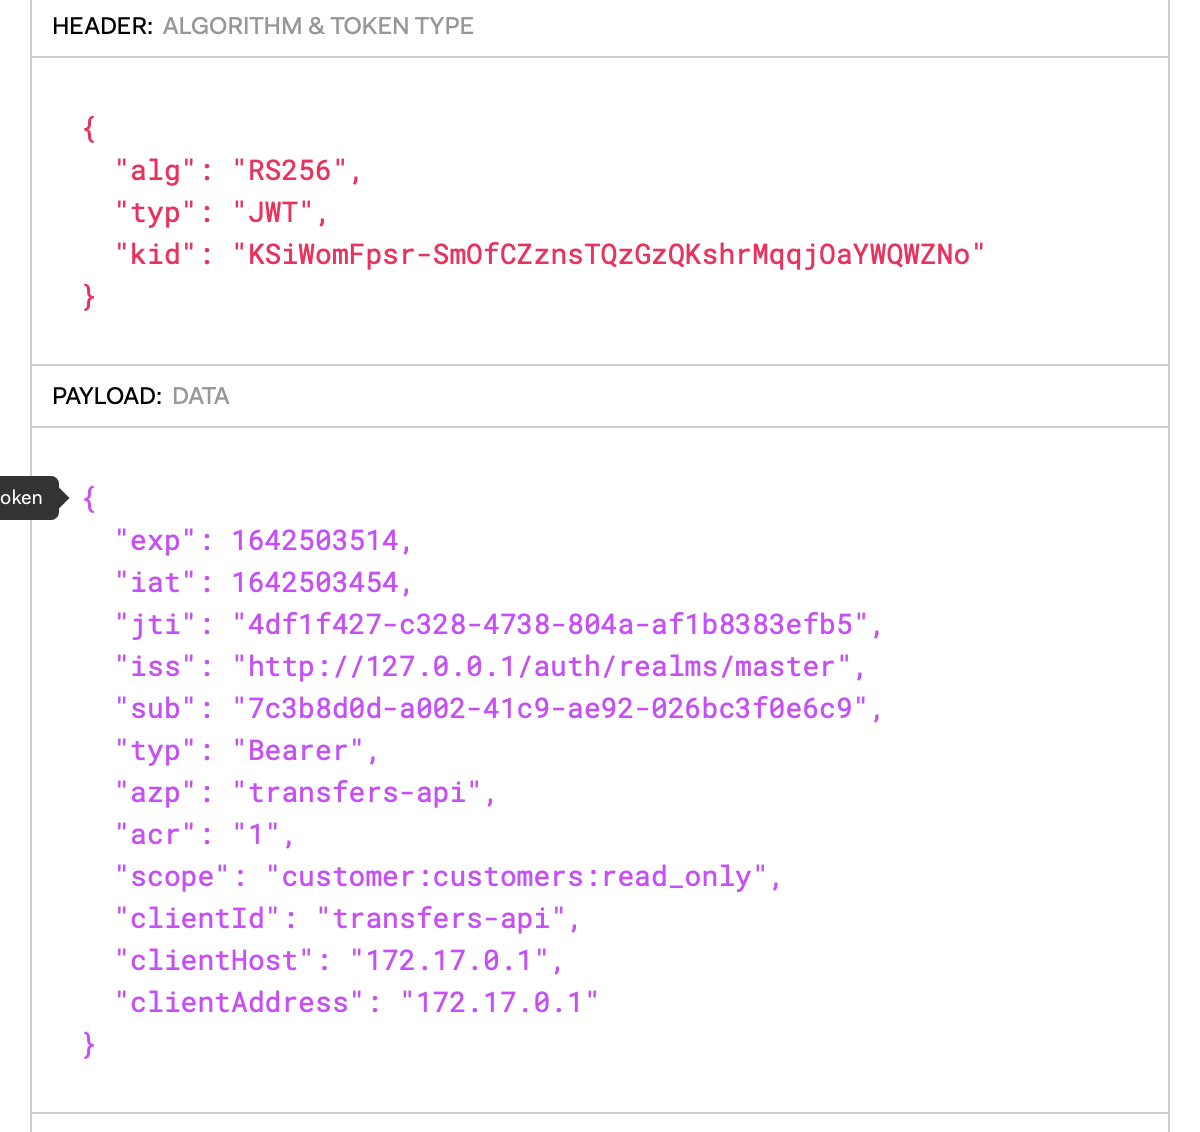 HEADER: ALGORITHM & TOKEN TYPE
{
"alg": "RS256",
"typ": "JWT",
"kid": "KSiWomFpsr-SmOfCZznsTQzGzQKshrMqqjOaYWQWZNo"
}
PAYLOAD: DATA
oken
{
"exp": 1642503514,
"iat": 1642503454,
"jti": "4df1f427-c328-4738-804a-af1b8383efb5",
"iss": "http://127.0.0.1/auth/realms/master",
"sub": "7c3b8d0d-a002-41c9-ae92-026bc3f0e6c9",
"typ": "Bearer",
"azp": "transfers-api",
"acr": "1",
"scope": "customer:customers:read_only",
"clientId": "transfers-api",
"clientHost": "172.17.0.1",
"clientAddress": "172.17.0.1"
}